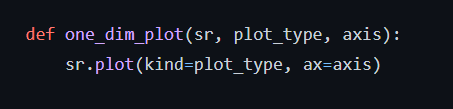 def one_dim_plot(sr, plot_type, axis):
    sr.plot(kind=plot_type, ax=axis)